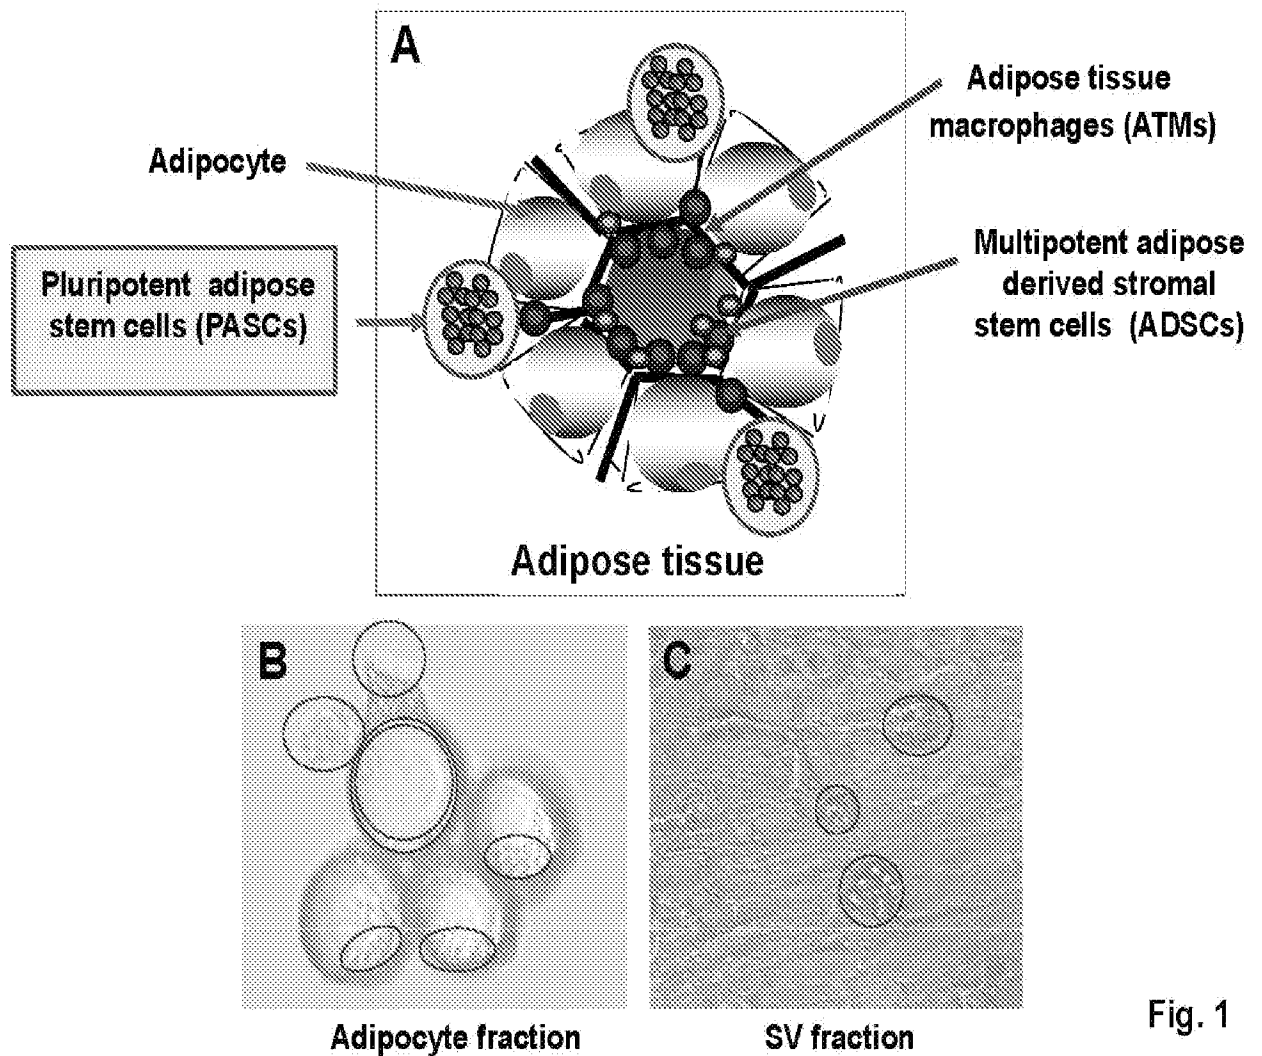 A
Adipose tissue
macrophages (ATMs)
Adipocyte
Multipotent adipose
derived stromal
stem cells (ADSCs)
Pluripotent adipose
stem cells (PASCs)
Adipose tissue
B
C
Adipocyte fraction
SV fraction
Fig. 1